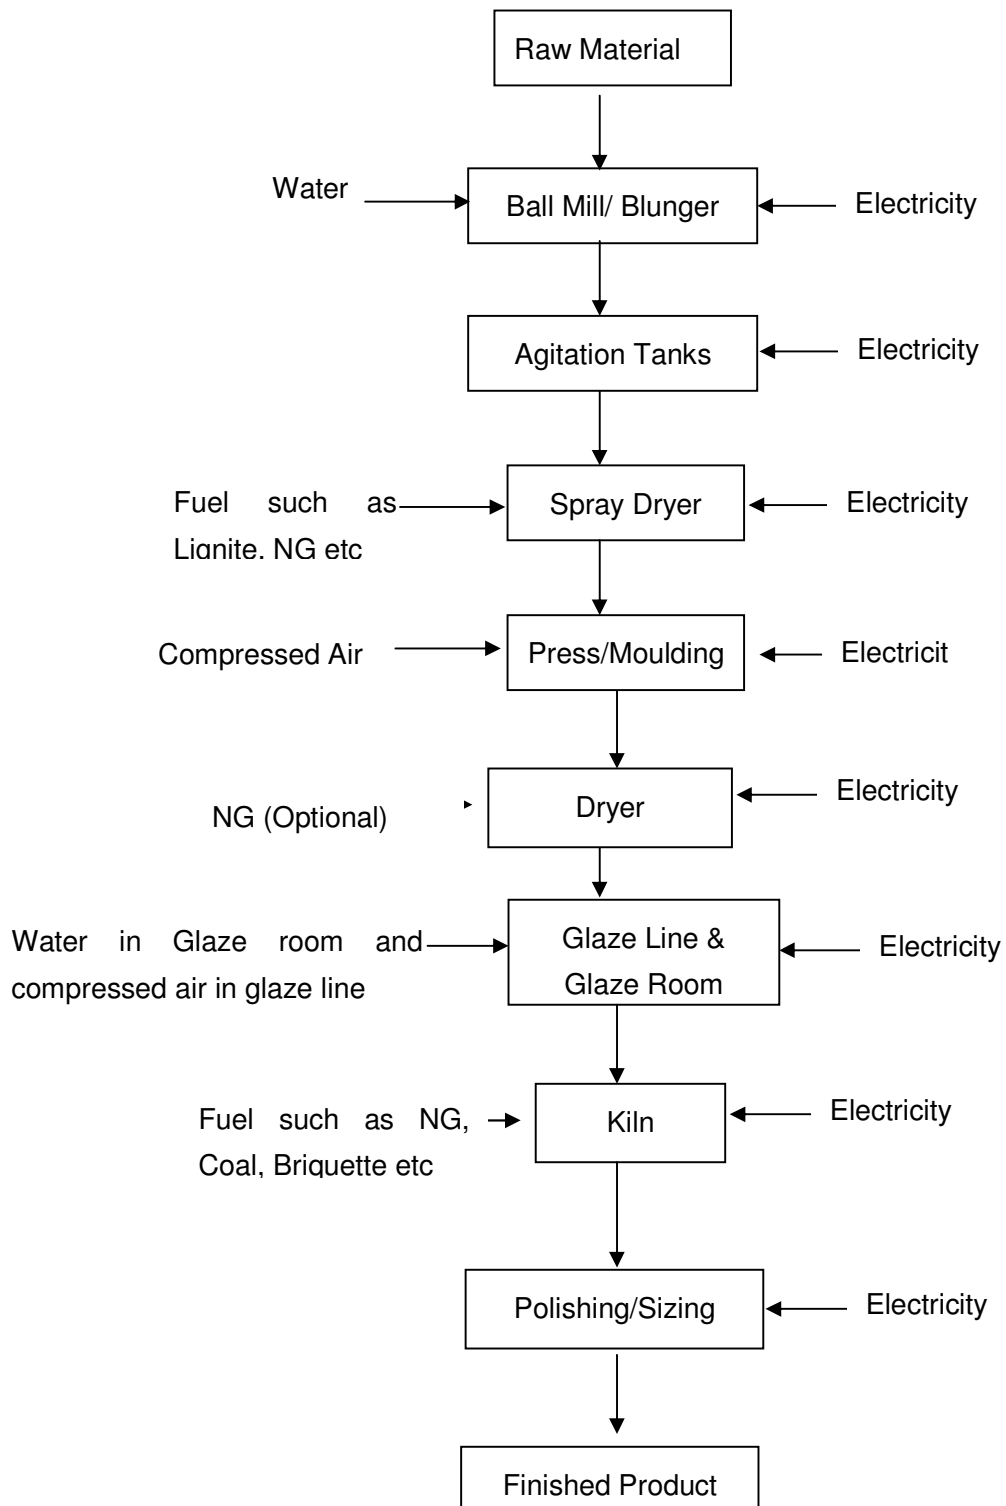 Raw Material
Water
Ball Mill/ Blunger
Electricity
Agitation Tanks
Electricity
Fuel such as
Lignite, NG etc
Spray Dryer
Electricity
Compressed Air
Press/Moulding
Electricit
NG (Optional)
Dryer
Electricity
Water in Glaze room and
compressed air in glaze line
Glaze Line &
Glaze Room
Electricity
Fuel such as NG,
Coal, Briquette etc
Kiln
Electricity
Polishing/Sizing
Electricity
Finished Product